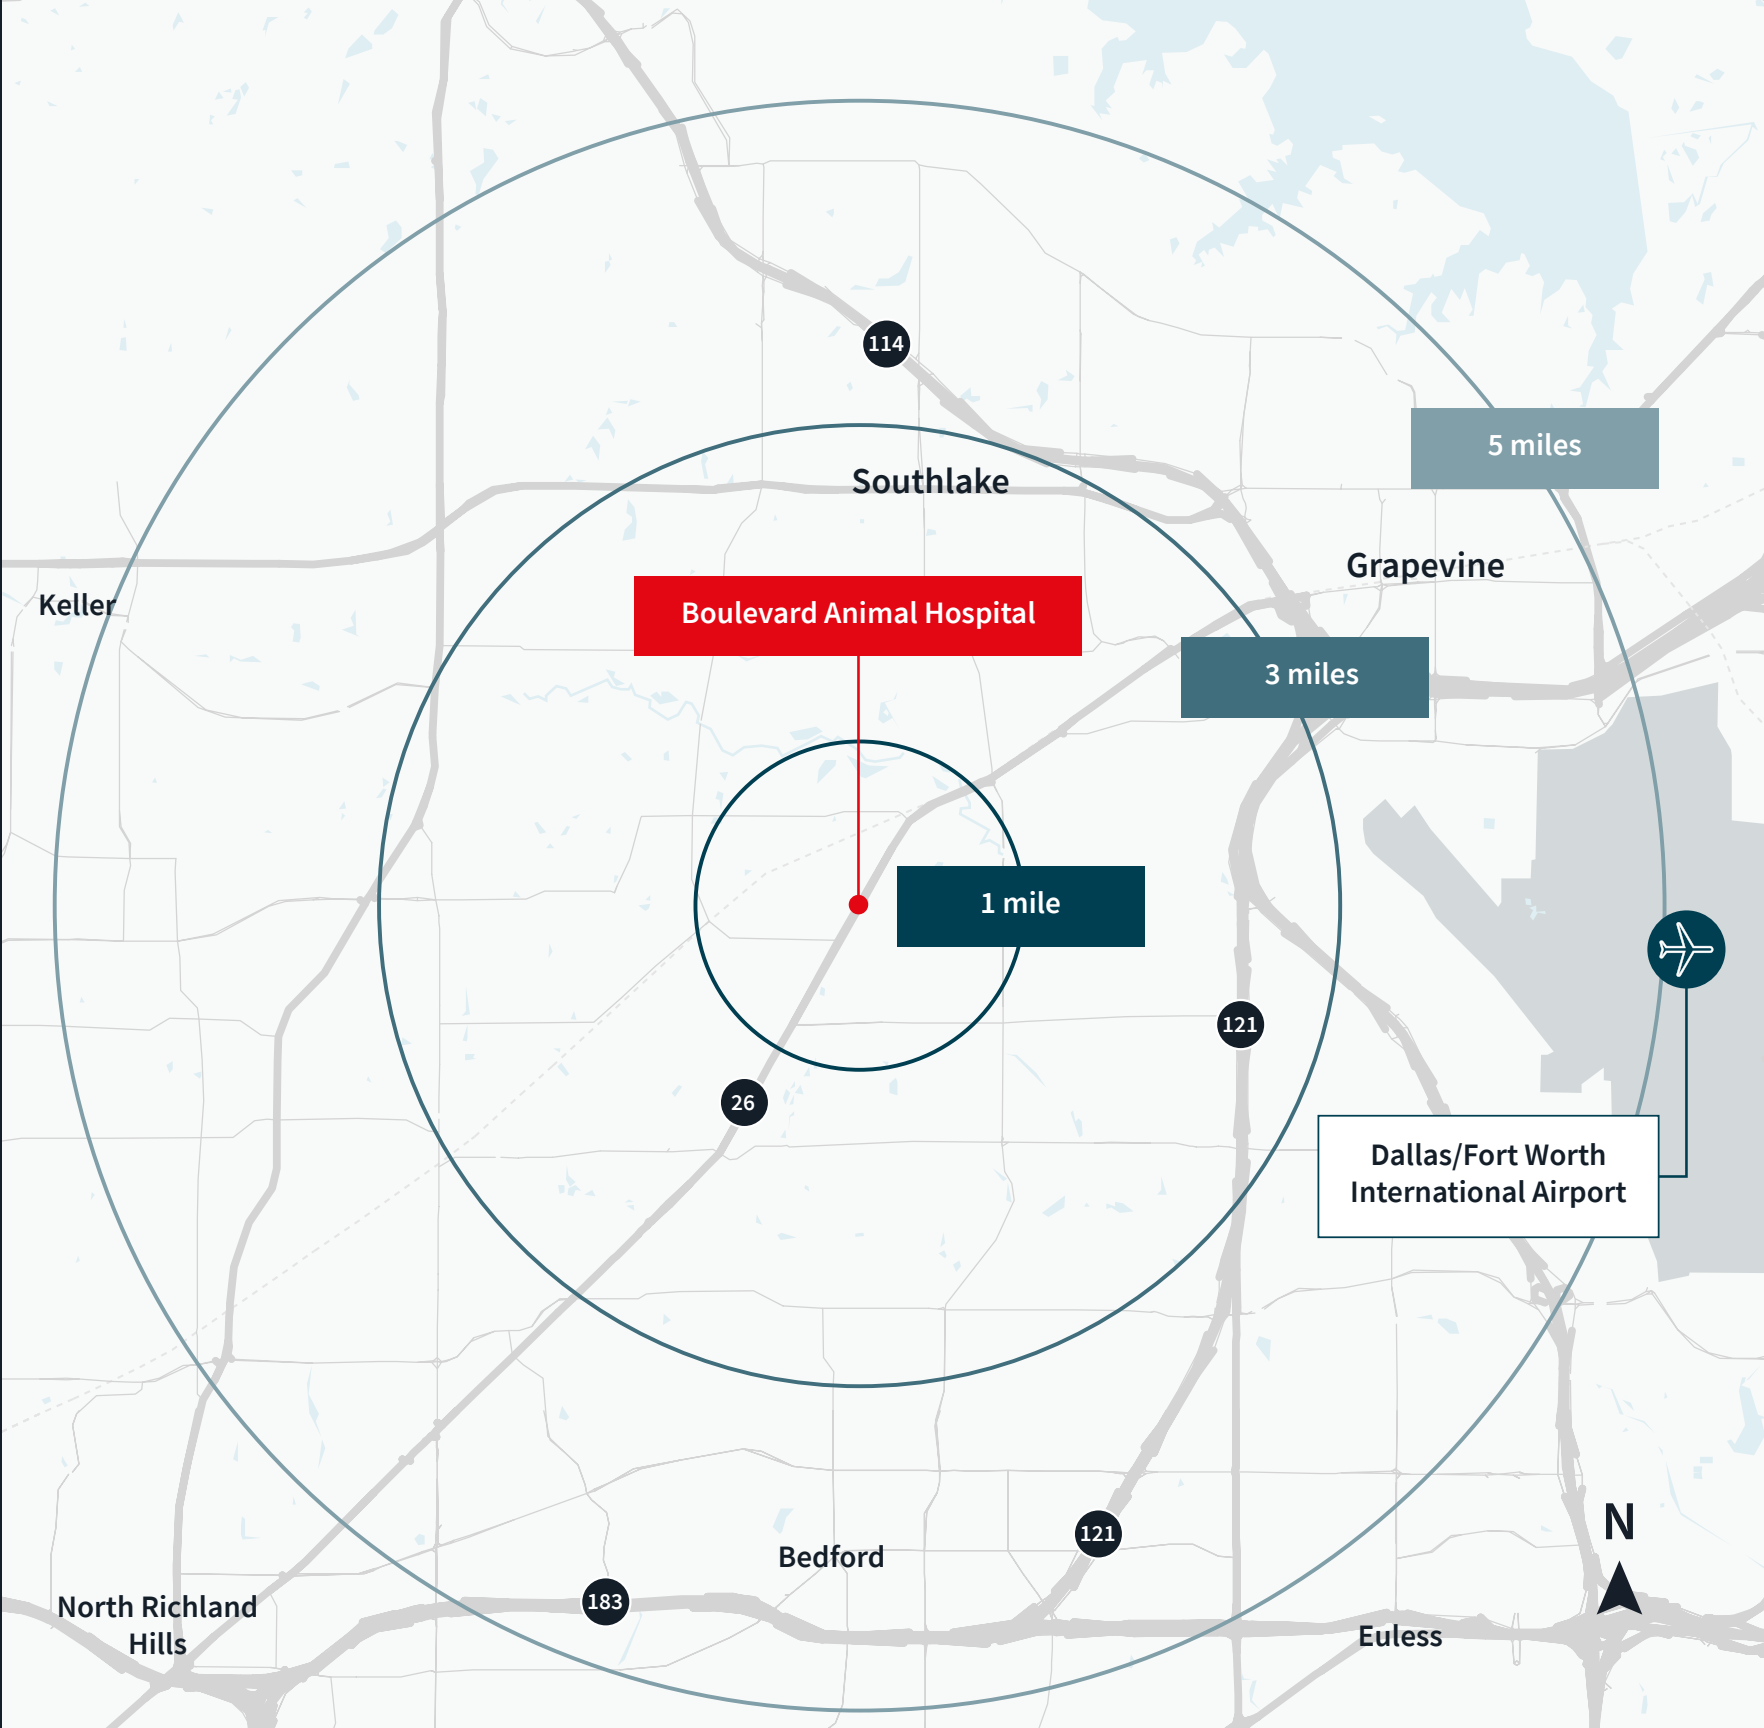 114
5 miles
Southlake
Grapevine
Keller
Boulevard Animal Hospital
3 miles
1 mile
121
26
Dallas/Fort Worth
International Airport
N
121
Bedford
183
North Richland
Hills
Euless